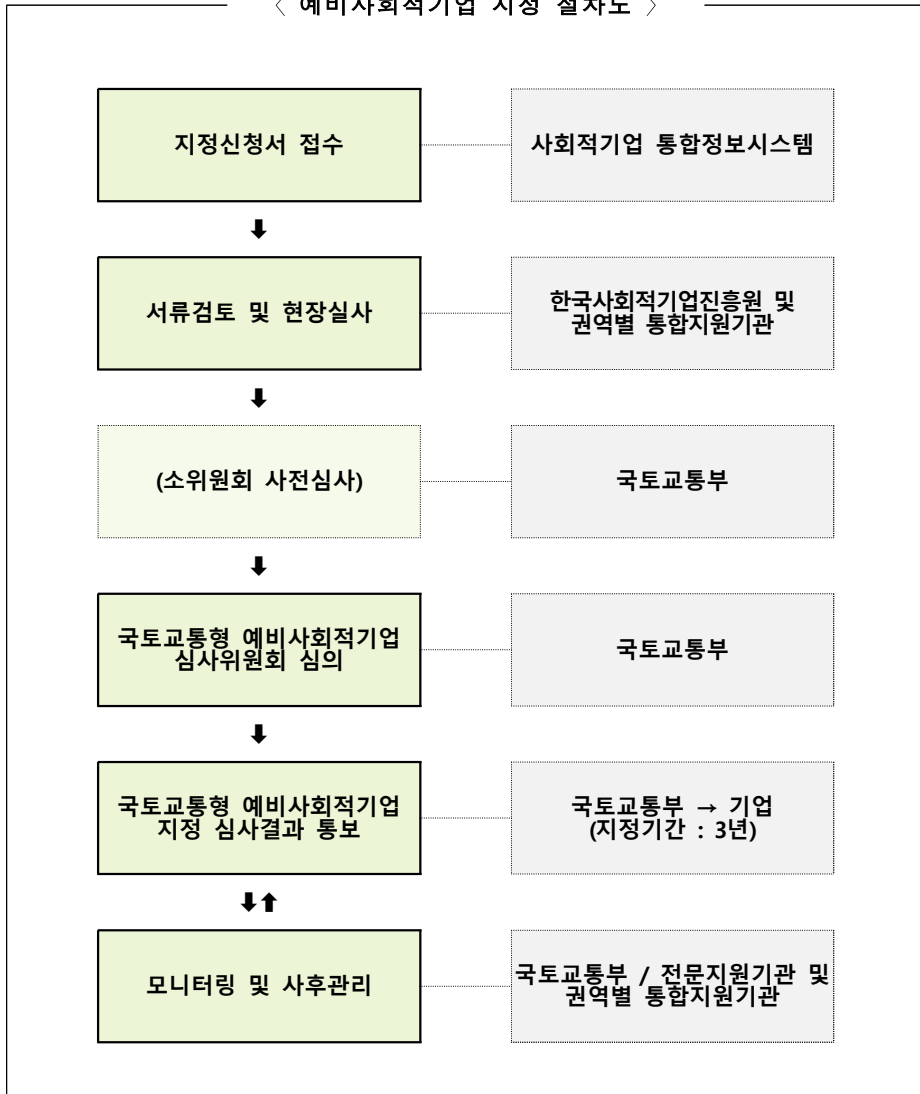 〈 예비사회적기업 지정 절차도 〉
지정신청서 접수
사회적기업 통합정보시스템
⬇
서류검토 및 현장실사
한국사회적기업진흥원 및
권역별 통합지원기관
⬇
(소위원회 사전심사)
국토교통부
⬇
국토교통형 예비사회적기업
심사위원회 심의
국토교통부
⬇
국토교통형 예비사회적기업
지정 심사결과 통보
국토교통부 → 기업
(지정기간 : 3년)
⬇⬆
모니터링 및 사후관리
국토교통부 / 전문지원기관 및
권역별 통합지원기관